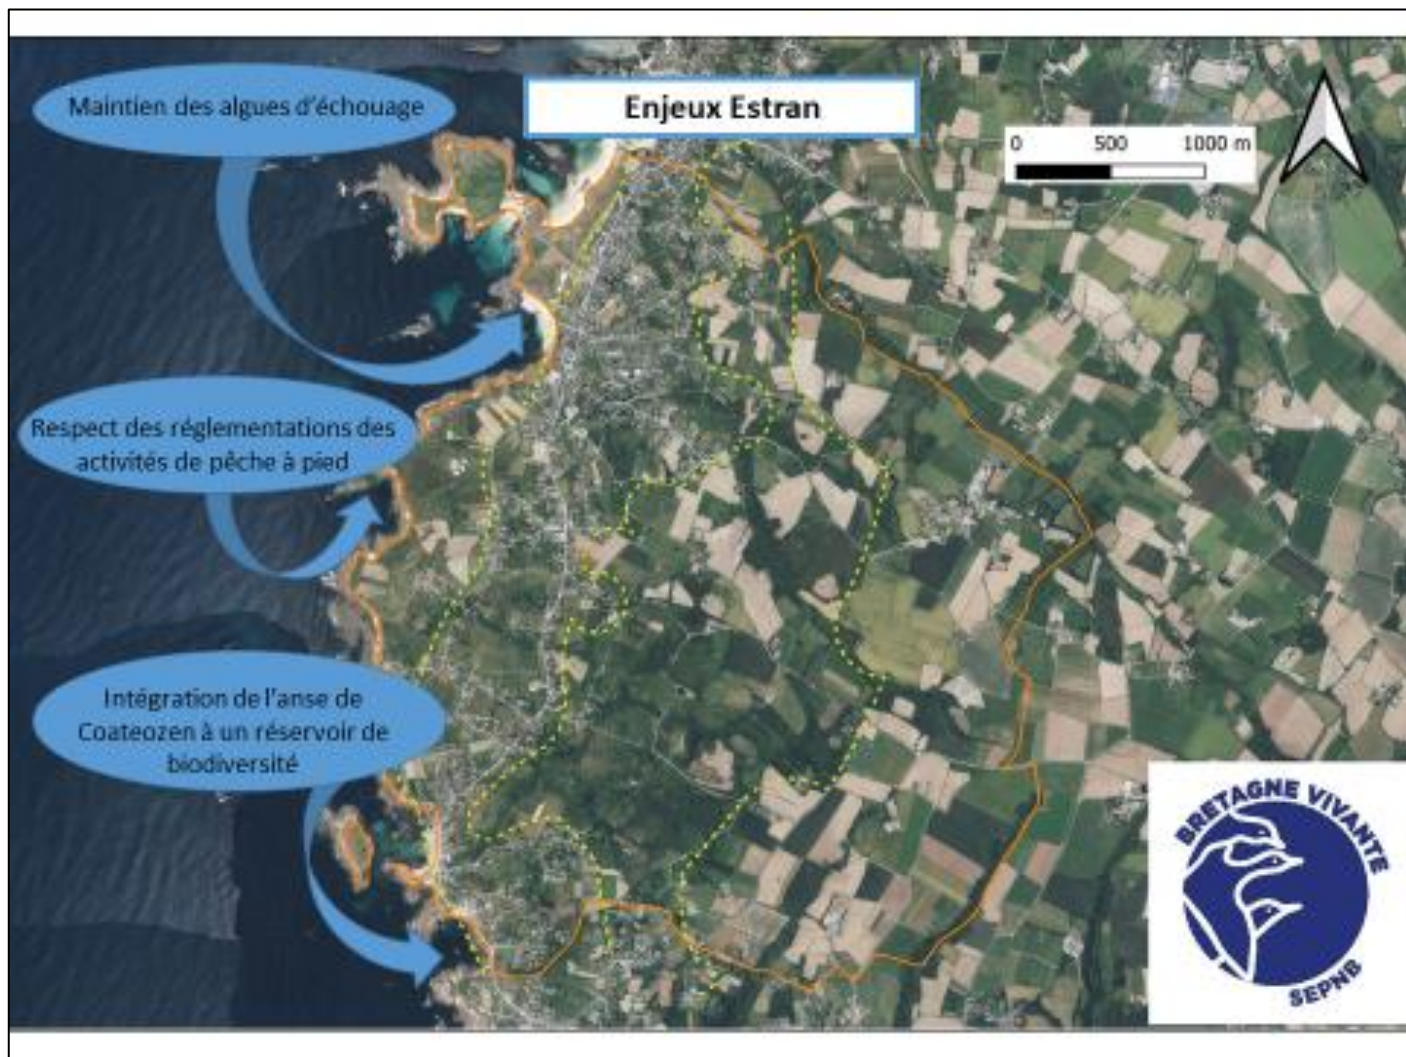 Enjeux Estran
Maintien des algues d'échouage
0 500 1000 m
Respect des réglementations des
activités de pêche à pied
Intégration de l'anse de
Coateozen à un réservoir de
biodiversité
BRETAGNE VIVANTE
SEPNB